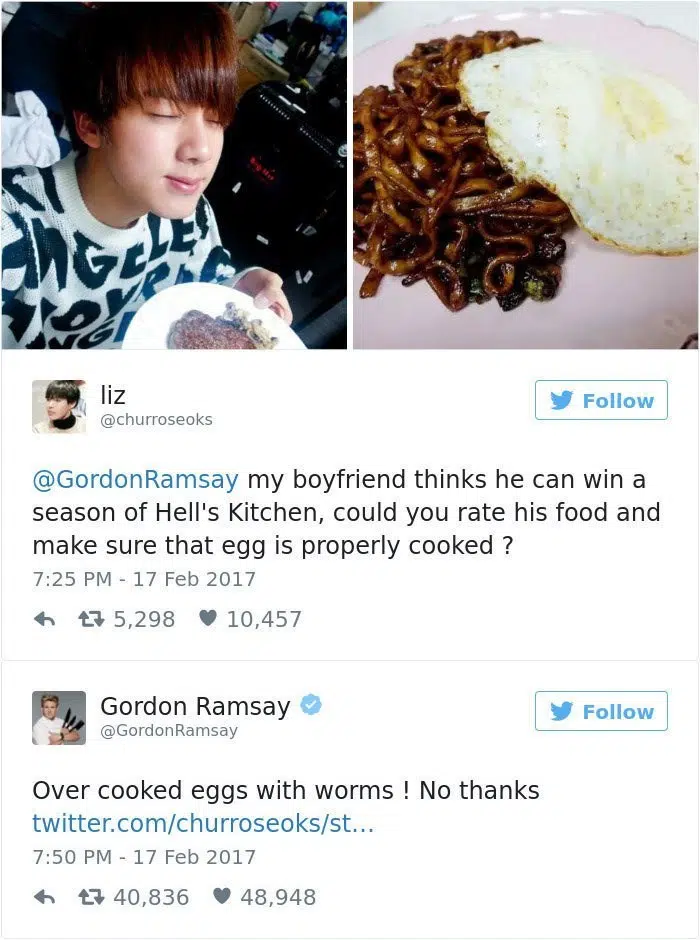 ANGELE
liz
@churroseoks
Follow
@GordonRamsay my boyfriend thinks he can win a
season of Hell's Kitchen, could you rate his food and
make sure that egg is properly cooked ?
7:25 PM - 17 Feb 2017
5,298 10,457
Gordon Ramsay
@GordonRamsay
Follow
Over cooked eggs with worms ! No thanks
twitter.com/churroseoks/st...
7:50 PM - 17 Feb 2017
40,836 48,948